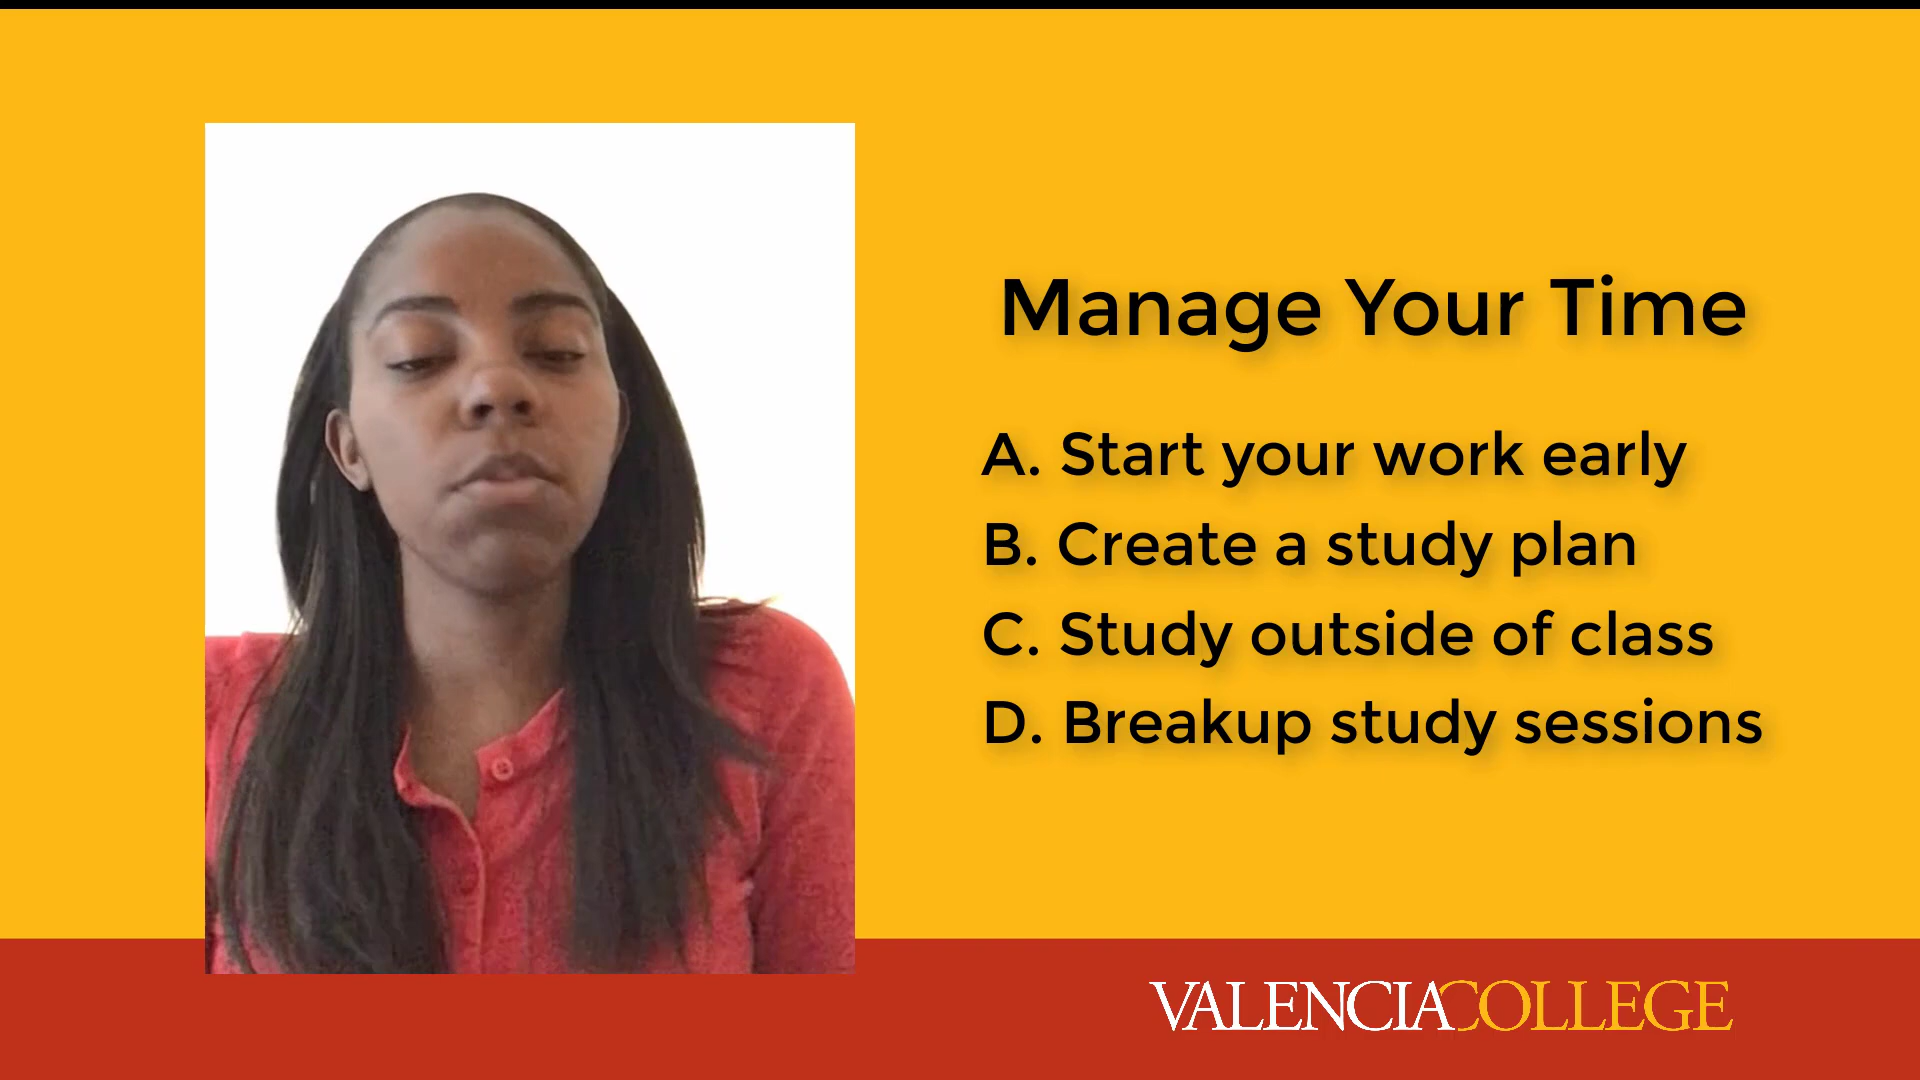 Manage Your Time
A. Start your work early
B. Create a study plan
C. Study outside of class
D. Breakup study sessions
VALENCIACOLLEGE